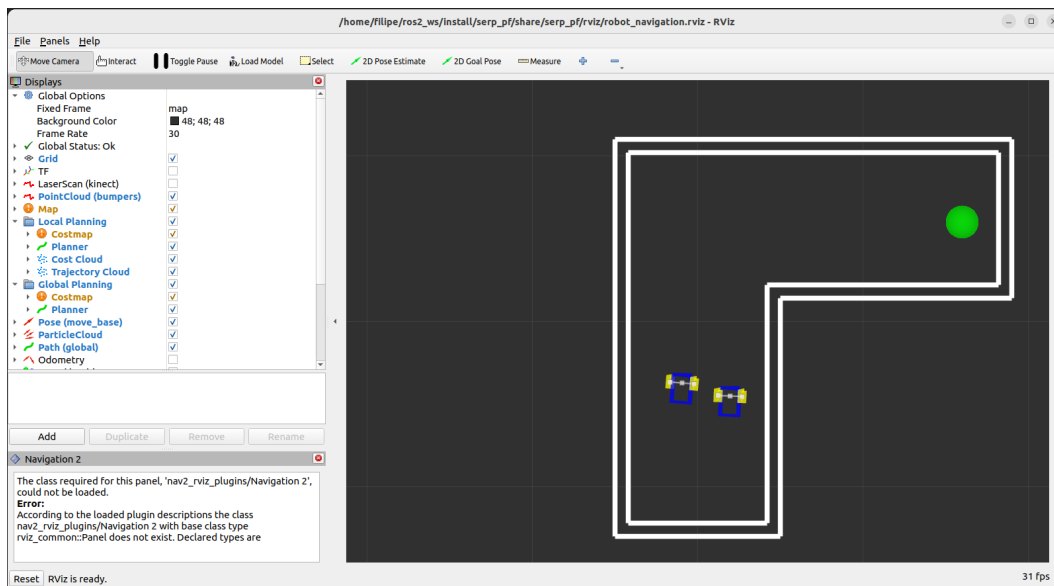 /home/filipe/ros2_ws/install/serp_pf/share/serp_pf/rviz/robot_navigation.rviz - RViz
File Panels Help
Move Camera Interact Toggle Pause Load Model Select 2D Pose Estimate 2D Goal Pose Measure
Displays
Global Options
Fixed Frame map
Background Color 48; 48; 48
Frame Rate 30
Global Status: Ok
Grid
TF
LaserScan (kinect)
PointCloud (bumpers)
Map
Local Planning
Costmap
Planner
Cost Cloud
Trajectory Cloud
Global Planning
Costmap
Planner
Pose (move_base)
ParticleCloud
Path (global)
Odometry
Add Duplicate Remove Rename
Navigation 2
The class required for this panel, 'nav2_rviz_plugins/Navigation 2',
could not be loaded.
Error:
According to the loaded plugin descriptions the class
nav2_rviz_plugins/Navigation 2 with base class type
rviz_common::Panel does not exist. Declared types are
Reset RViz is ready. 31 fps